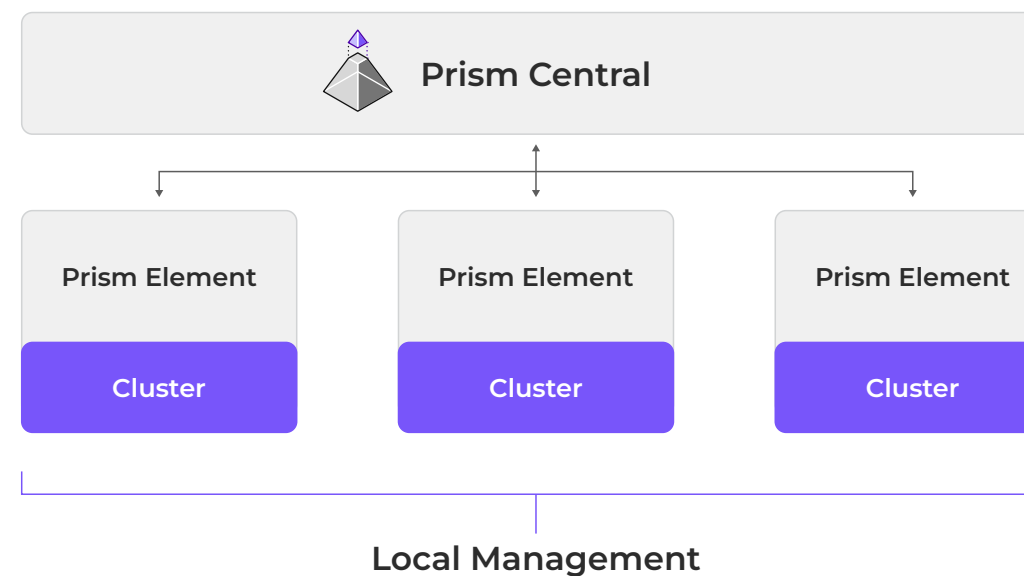 Prism Central
Prism Element
Prism Element
Prism Element
Cluster
Cluster
Cluster
Local Management